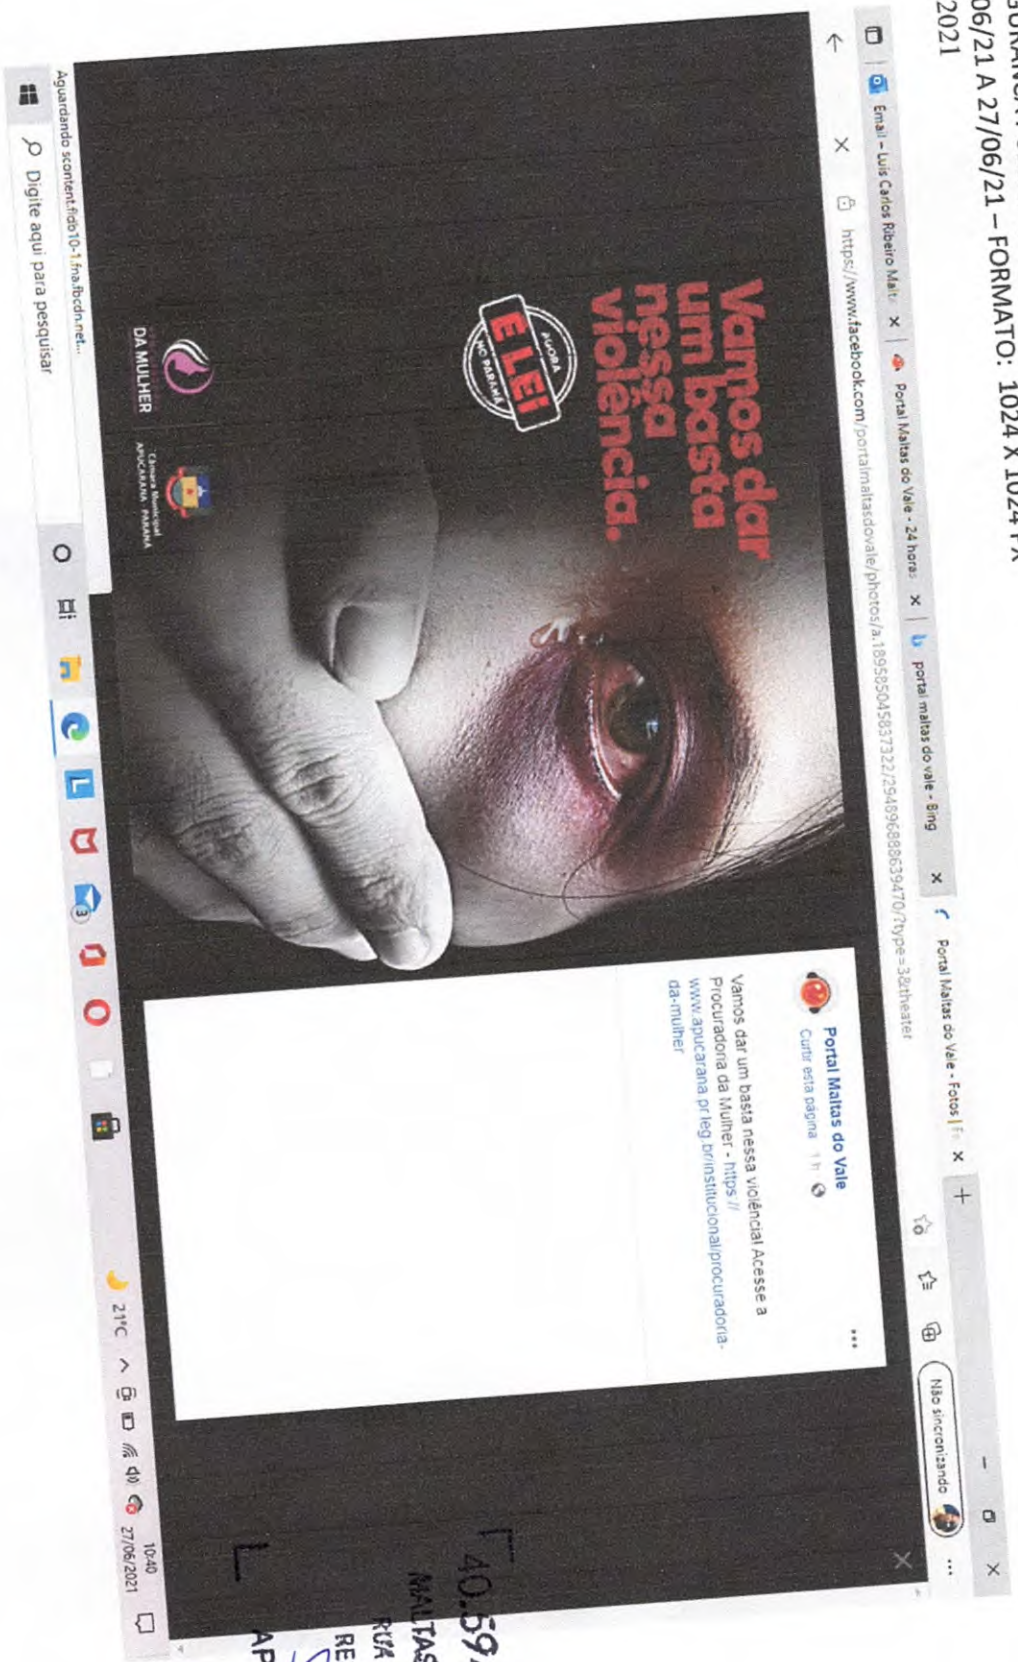 06/21 A 27/06/21 – FORMATO: 1024 X 1024 PX
2021
Email – Luis Carlos Ribeiro Malt
Portal Maltas do Vale - 24 horas
portal maltas do vale - Bing
Portal Maltas do Vale - Fotos | F
https://www.facebook.com/portalmaltasdovale/photos/a.189585045837322/2948968888639470/?type=3&theater
Não sincronizando
Vamos dar
um basta
nessa
violência.
AGORA
É LEI
NO PARANÁ
DA MULHER
Câmara Municipal
APUCARANA - PARANÁ
Portal Maltas do Vale
Curtir esta página 1 h
Vamos dar um basta nessa violência! Acesse a
Procuradoria da Mulher - https://
www.apucarana.pr.leg.br/institucional/procuradoria-
da-mulher
40.59
MALTAS
RUA
RE
AP
Aguardando scontent.fldb10-1.fna.fbcdn.net...
Digite aqui para pesquisar
3
21°C
10:40
27/06/2021